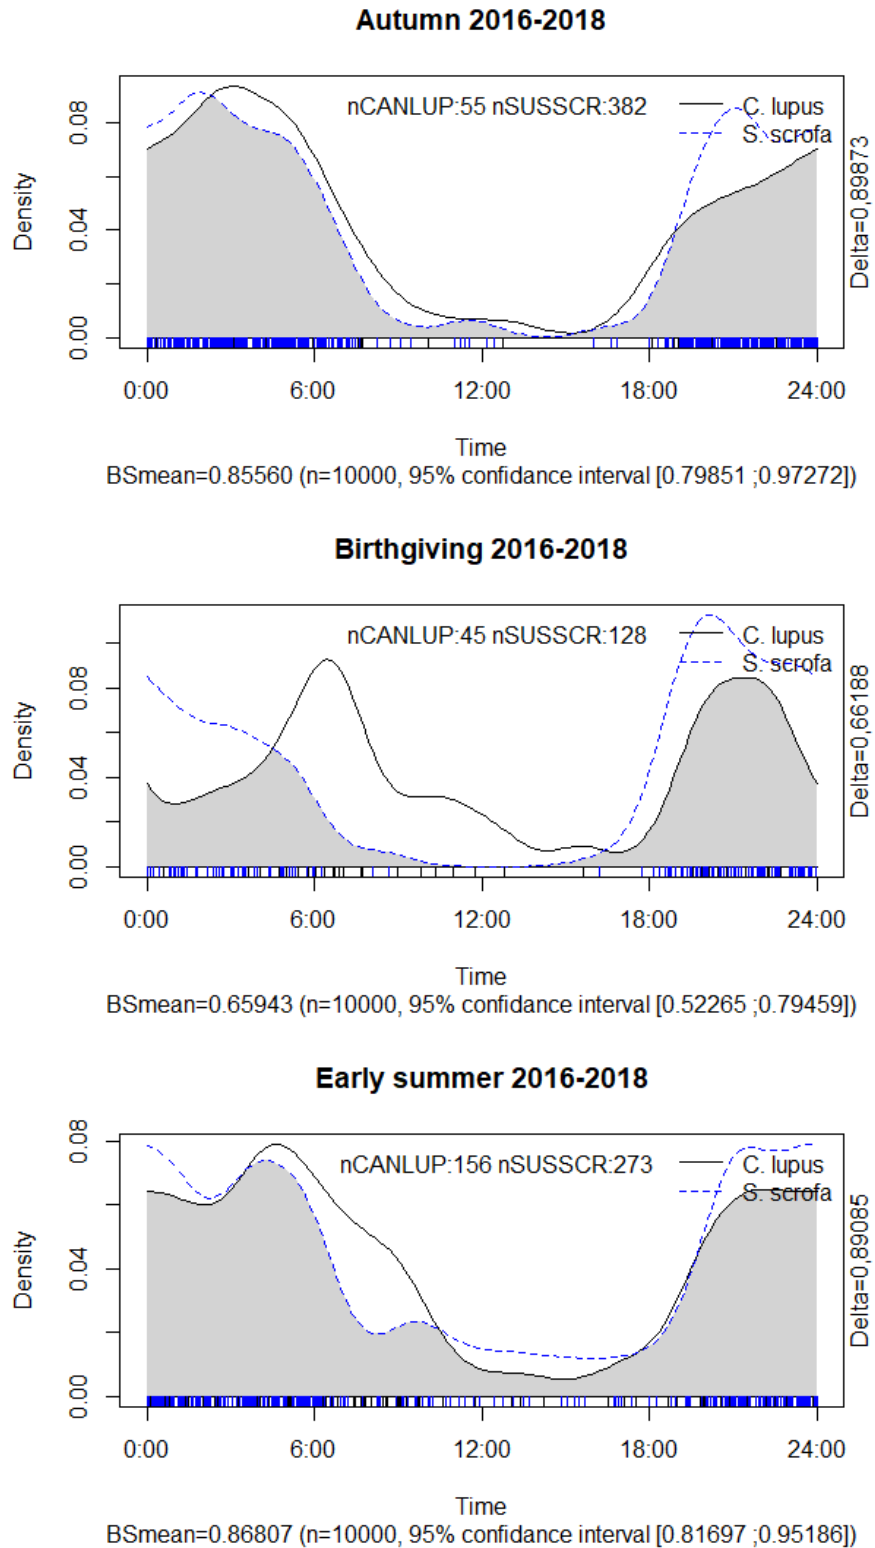 Autumn 2016-2018
nCANLUP:55 nSUSSCR:382
C. lupus
S. scrofa
Density
0.08
0.04
0.00
Delta=0,89873
0:00 6:00 12:00 18:00 24:00
Time
BSmean=0.85560 (n=10000, 95% confidance interval [0.79851 ;0.97272])
Birthgiving 2016-2018
nCANLUP:45 nSUSSCR:128
C. lupus
S. scrofa
Density
0.08
0.04
0.00
Delta=0,66188
0:00 6:00 12:00 18:00 24:00
Time
BSmean=0.65943 (n=10000, 95% confidance interval [0.52265 ;0.79459])
Early summer 2016-2018
nCANLUP:156 nSUSSCR:273
C. lupus
S. scrofa
Density
0.08
0.04
0.00
Delta=0,89085
0:00 6:00 12:00 18:00 24:00
Time
BSmean=0.86807 (n=10000, 95% confidance interval [0.81697 ;0.95186])